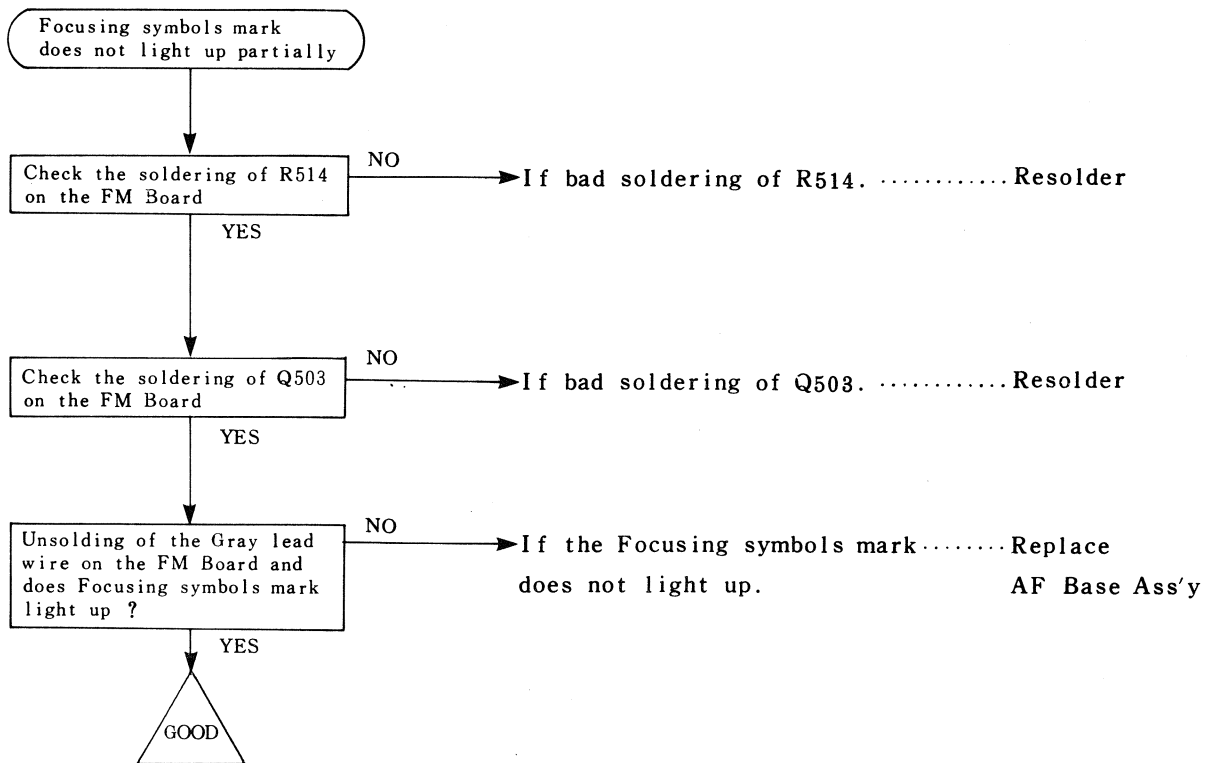 Focusing symbols mark
does not light up partially
Check the soldering of R514
on the FM Board
NO
If bad soldering of R514. ............ Resolder
YES
Check the soldering of Q503
on the FM Board
NO
If bad soldering of Q503. ............ Resolder
YES
Unsolding of the Gray lead
wire on the FM Board and
does Focusing symbols mark
light up ?
NO
If the Focusing symbols mark ........ Replace
does not light up. AF Base Ass'y
YES
GOOD